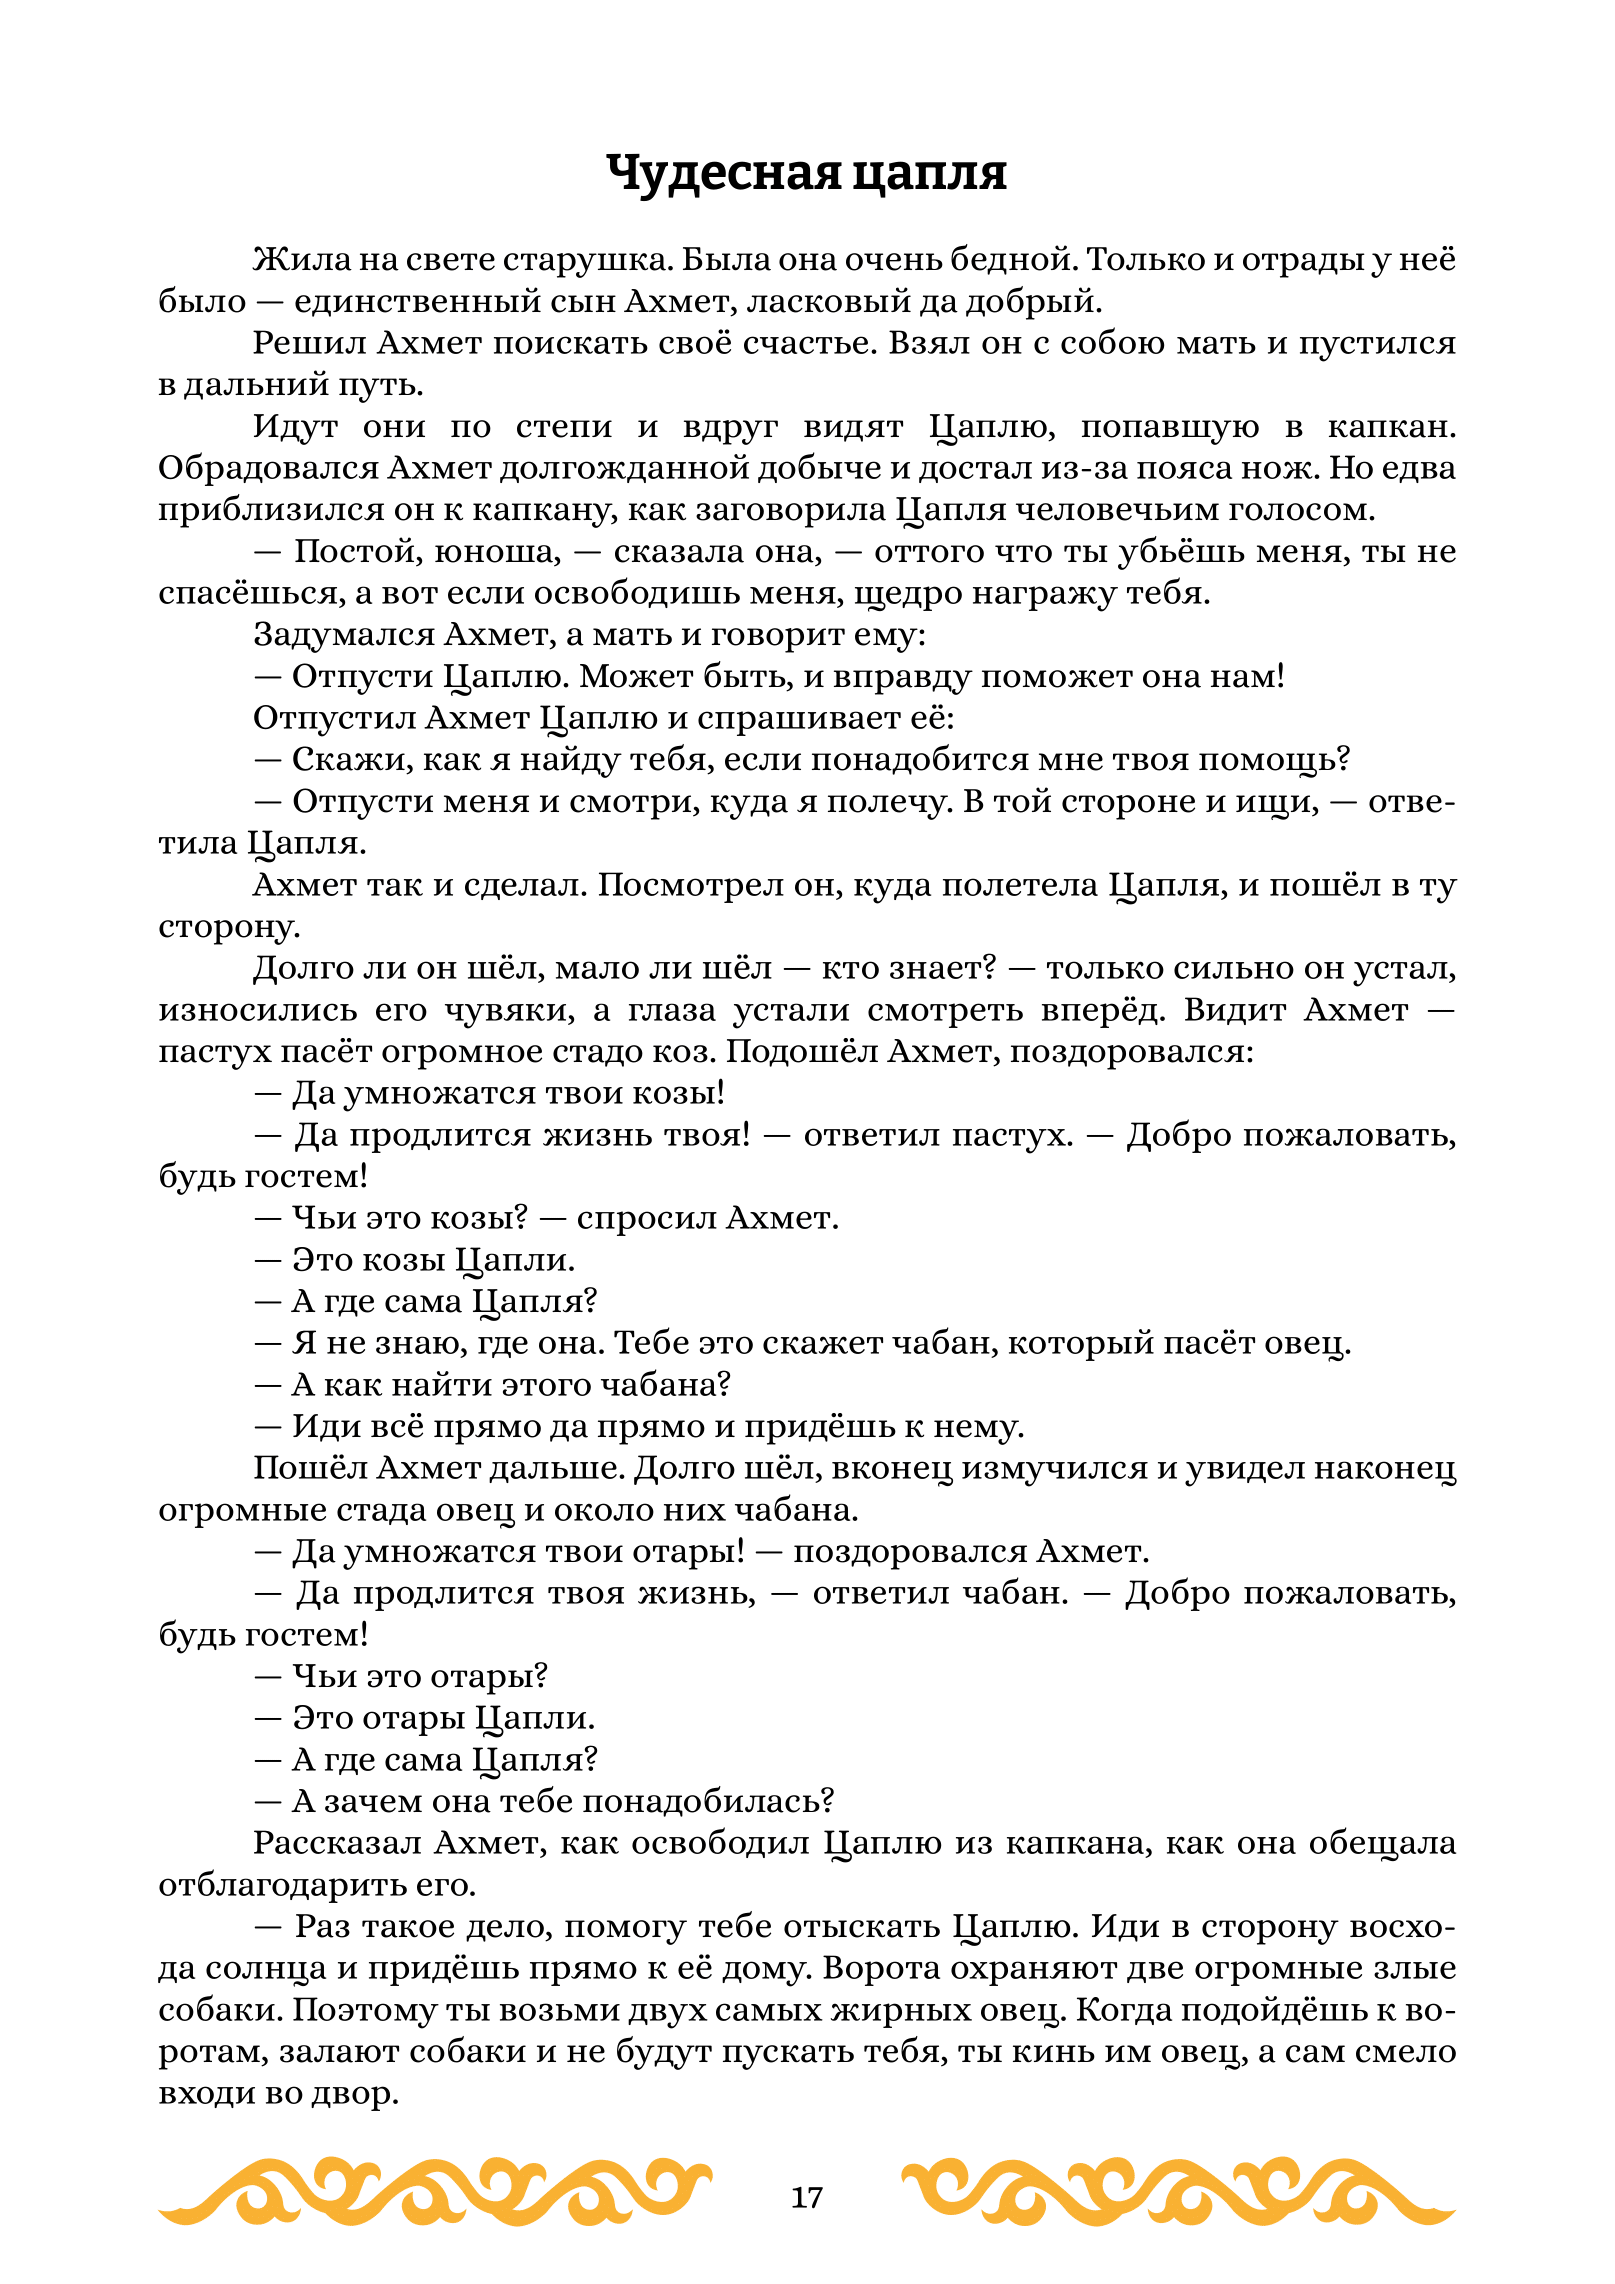 Чудесная цапля
Жила на свете старушка. Была она очень бедной. Только и отрады у неё
было — единственный сын Ахмет, ласковый да добрый.
Решил Ахмет поискать своё счастье. Взял он с собою мать и пустился
в дальний путь.
Идут они по степи и вдруг видят Цаплю, попавшую в капкан.
Обрадовался Ахмет долгожданной добыче и достал из-за пояса нож. Но едва
приблизился он к капкану, как заговорила Цапля человечьим голосом.
— Постой, юноша, — сказала она, — оттого что ты убьёшь меня, ты не
спасёшься, а вот если освободишь меня, щедро награжу тебя.
Задумался Ахмет, а мать и говорит ему:
— Отпусти Цаплю. Может быть, и вправду поможет она нам!
Отпустил Ахмет Цаплю и спрашивает её:
— Скажи, как я найду тебя, если понадобится мне твоя помощь?
— Отпусти меня и смотри, куда я полечу. В той стороне и ищи, — отве-
тила Цапля.
Ахмет так и сделал. Посмотрел он, куда полетела Цапля, и пошёл в ту
сторону.
Долго ли он шёл, мало ли шёл — кто знает? — только сильно он устал,
износились его чувяки, а глаза устали смотреть вперёд. Видит Ахмет —
пастух пасёт огромное стадо коз. Подошёл Ахмет, поздоровался:
— Да умножатся твои козы!
— Да продлится жизнь твоя! — ответил пастух. — Добро пожаловать,
будь гостем!
— Чьи это козы? — спросил Ахмет.
— Это козы Цапли.
— А где сама Цапля?
— Я не знаю, где она. Тебе это скажет чабан, который пасёт овец.
— А как найти этого чабана?
— Иди всё прямо да прямо и придёшь к нему.
Пошёл Ахмет дальше. Долго шёл, вконец измучился и увидел наконец
огромные стада овец и около них чабана.
— Да умножатся твои отары! — поздоровался Ахмет.
— Да продлится твоя жизнь, — ответил чабан. — Добро пожаловать,
будь гостем!
— Чьи это отары?
— Это отары Цапли.
— А где сама Цапля?
— А зачем она тебе понадобилась?
Рассказал Ахмет, как освободил Цаплю из капкана, как она обещала
отблагодарить его.
— Раз такое дело, помогу тебе отыскать Цаплю. Иди в сторону восхо-
да солнца и придёшь прямо к её дому. Ворота охраняют две огромные злые
собаки. Поэтому ты возьми двух самых жирных овец. Когда подойдёшь к во-
ротам, залают собаки и не будут пускать тебя, ты кинь им овец, а сам смело
входи во двор.
17